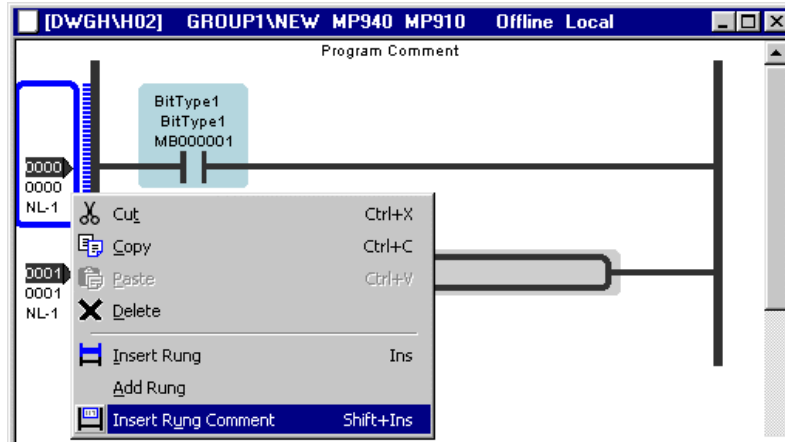 [DWGH\H02] GROUP1\NEW MP940 MP910 Offline Local
Program Comment
BitType1
BitType1
MB000001
0000
0000
NL-1
0001
0001
NL-1
Cut Ctrl+X
Copy Ctrl+C
Paste Ctrl+V
Delete
Insert Rung Ins
Add Rung
Insert Rung Comment Shift+Ins